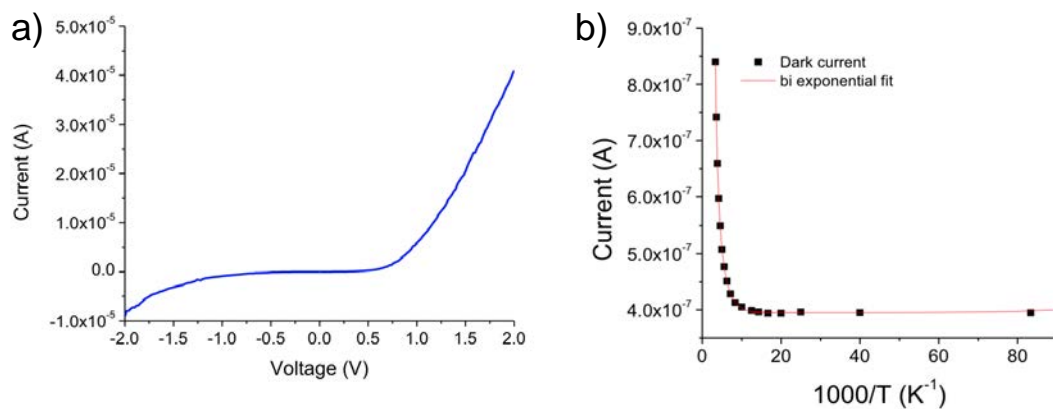 a)
5.0x10⁻⁵
4.0x10⁻⁵
3.0x10⁻⁵
2.0x10⁻⁵
1.0x10⁻⁵
0.0
-1.0x10⁻⁵
Current (A)
-2.0 -1.5 -1.0 -0.5 0.0 0.5 1.0 1.5 2.0
Voltage (V)
b)
9.0x10⁻⁷
8.0x10⁻⁷
7.0x10⁻⁷
6.0x10⁻⁷
5.0x10⁻⁷
4.0x10⁻⁷
Current (A)
Dark current
bi exponential fit
0 20 40 60 80
1000/T (K⁻¹)